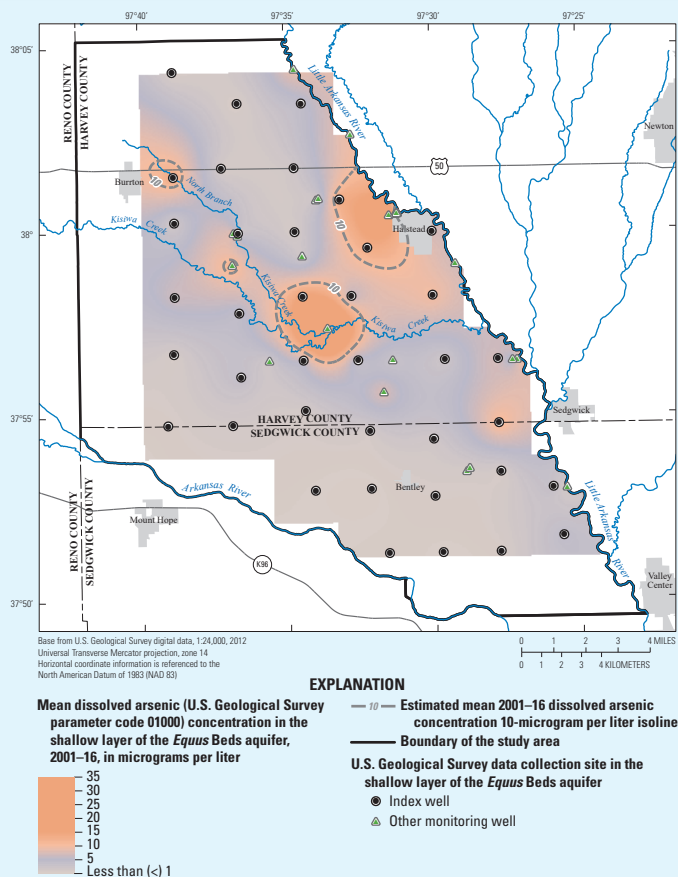 97°40'
97°35'
97°30'
97°25'
38°05'
RENO COUNTY
HARVEY COUNTY
Little Arkansas River
Newton
50
Burrton
10
North Branch
Kisiwa
Creek
10
Halstead
38°
Kisiwa Creek
10
Kisiwa
Creek
37°55'
HARVEY COUNTY
SEDGWICK COUNTY
Sedgwick
Arkansas River
Bentley
Little Arkansas
River
Mount Hope
RENO COUNTY
SEDGWICK COUNTY
K96
Valley
Center
37°50'
Base from U.S. Geological Survey digital data, 1:24,000, 2012
Universal Transverse Mercator projection, zone 14
Horizontal coordinate information is referenced to the
North American Datum of 1983 (NAD 83)
0 1 2 3 4 MILES
0 1 2 3 4 KILOMETERS
EXPLANATION
Mean dissolved arsenic (U.S. Geological Survey
parameter code 01000) concentration in the
shallow layer of the Equus Beds aquifer,
2001–16, in micrograms per liter
35
30
25
20
15
10
5
Less than (<) 1
10
Estimated mean 2001–16 dissolved arsenic
concentration 10-microgram per liter isoline
Boundary of the study area
U.S. Geological Survey data collection site in the
shallow layer of the Equus Beds aquifer
Index well
Other monitoring well